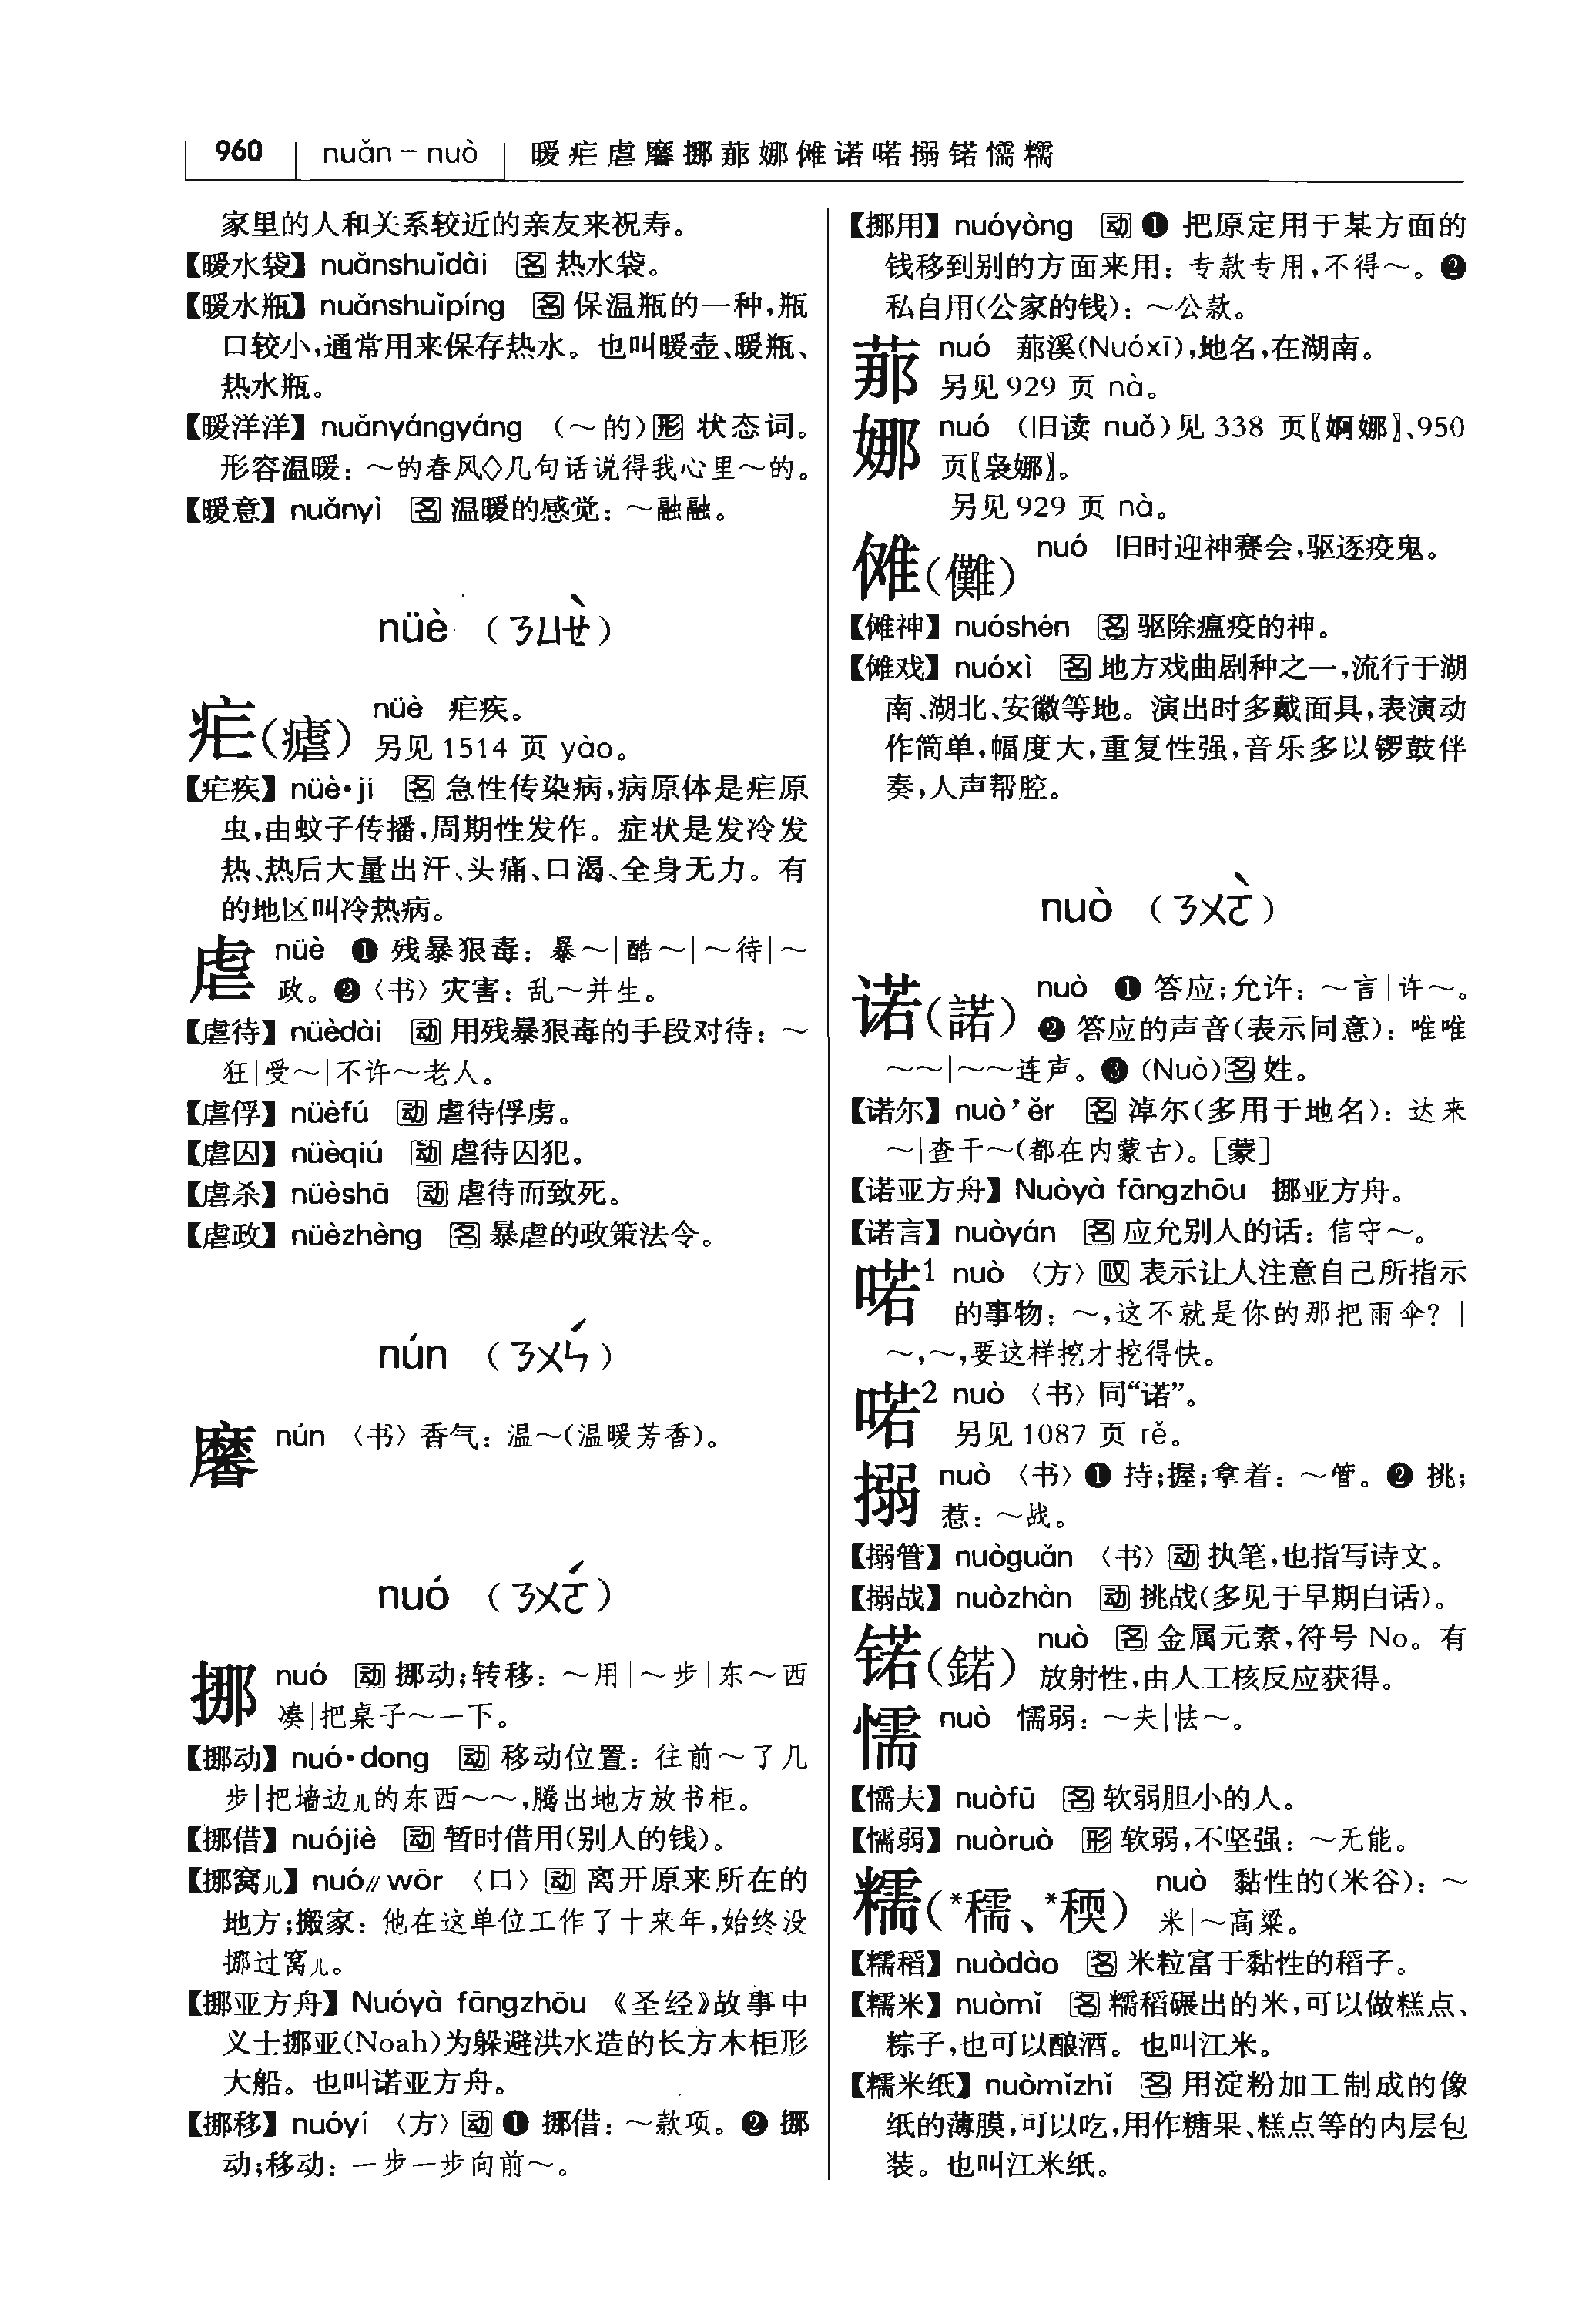 960 nuǎn – nuò 暖疟虐黁挪𦰡娜傩诺喏搦锘懦糯
家里的人和关系较近的亲友来祝寿。
【暖水袋】nuǎnshuǐdài 名 热水袋。
【暖水瓶】nuǎnshuǐpíng 名 保温瓶的一种,瓶
口较小,通常用来保存热水。也叫暖壶、暖瓶、
热水瓶。
【暖洋洋】nuǎnyángyáng (～的)形 状态词。
形容温暖：～的春风◇几句话说得我心里～的。
【暖意】nuǎnyì 名 温暖的感觉：～融融。
nüè (ㄋㄩㄝˋ)
疟(瘧) nüè 疟疾。
另见 1514 页 yào。
【疟疾】nüè•ji 名 急性传染病,病原体是疟原
虫,由蚊子传播,周期性发作。症状是发冷发
热、热后大量出汗、头痛、口渴、全身无力。有
的地区叫冷热病。
虐 nüè ❶ 残暴狠毒：暴～|酷～|～待|～
政。❷〈书〉灾害：乱～并生。
【虐待】nüèdài 动 用残暴狠毒的手段对待：～
狂|受～|不许～老人。
【虐俘】nüèfú 动 虐待俘虏。
【虐囚】nüèqiú 动 虐待囚犯。
【虐杀】nüèshā 动 虐待而致死。
【虐政】nüèzhèng 名 暴虐的政策法令。
nún (ㄋㄨㄣˊ)
黁 nún 〈书〉香气：温～(温暖芳香)。
nuó (ㄋㄨㄛˊ)
挪 nuó 动 挪动;转移：～用|～步|东～西
凑|把桌子～一下。
【挪动】nuó•dong 动 移动位置：往前～了几
步|把墙边儿的东西～～,腾出地方放书柜。
【挪借】nuójiè 动 暂时借用(别人的钱)。
【挪窝儿】nuó∥wōr 〈口〉动 离开原来所在的
地方;搬家：他在这单位工作了十来年,始终没
挪过窝儿。
【挪亚方舟】Nuóyà fāngzhōu 《圣经》故事中
义士挪亚(Noah)为躲避洪水造的长方木柜形
大船。也叫诺亚方舟。
【挪移】nuóyí 〈方〉动 ❶ 挪借：～款项。❷ 挪
动;移动：一步一步向前～。
【挪用】nuóyòng 动 ❶ 把原定用于某方面的
钱移到别的方面来用：专款专用,不得～。❷
私自用(公家的钱)：～公款。
𦰡 nuó 𦰡溪(Nuóxī),地名,在湖南。
另见 929 页 nà。
娜 nuó (旧读 nuǒ)见 338 页〖婀娜〗、950
页〖袅娜〗。
另见 929 页 nà。
傩(儺) nuó 旧时迎神赛会,驱逐疫鬼。
【傩神】nuóshén 名 驱除瘟疫的神。
【傩戏】nuóxì 名 地方戏曲剧种之一,流行于湖
南、湖北、安徽等地。演出时多戴面具,表演动
作简单,幅度大,重复性强,音乐多以锣鼓伴
奏,人声帮腔。
nuò (ㄋㄨㄛˋ)
诺(諾) nuò ❶ 答应;允许：～言|许～。
❷ 答应的声音(表示同意)：唯唯
～～|～～连声。❸ (Nuò)名 姓。
【诺尔】nuò'ěr 名 淖尔(多用于地名)：达来
～|查干～(都在内蒙古)。[蒙]
【诺亚方舟】Nuòyà fāngzhōu 挪亚方舟。
【诺言】nuòyán 名 应允别人的话：信守～。
喏1 nuò 〈方〉叹 表示让人注意自己所指示
的事物：～,这不就是你的那把雨伞? |
～,～,要这样挖才挖得快。
喏2 nuò 〈书〉同“诺”。
另见 1087 页 rě。
搦 nuò 〈书〉❶ 持;握;拿着：～管。❷ 挑;
惹：～战。
【搦管】nuòguǎn 〈书〉动 执笔,也指写诗文。
【搦战】nuòzhàn 动 挑战(多见于早期白话)。
锘(鍩) nuò 名 金属元素,符号 No。有
放射性,由人工核反应获得。
懦 nuò 懦弱：～夫|怯～。
【懦夫】nuòfū 名 软弱胆小的人。
【懦弱】nuòruò 形 软弱,不坚强：～无能。
糯(*穤、*稬) nuò 黏性的(米谷)：～
米|～高粱。
【糯稻】nuòdào 名 米粒富于黏性的稻子。
【糯米】nuòmǐ 名 糯稻碾出的米,可以做糕点、
粽子,也可以酿酒。也叫江米。
【糯米纸】nuòmǐzhǐ 名 用淀粉加工制成的像
纸的薄膜,可以吃,用作糖果、糕点等的内层包
装。也叫江米纸。